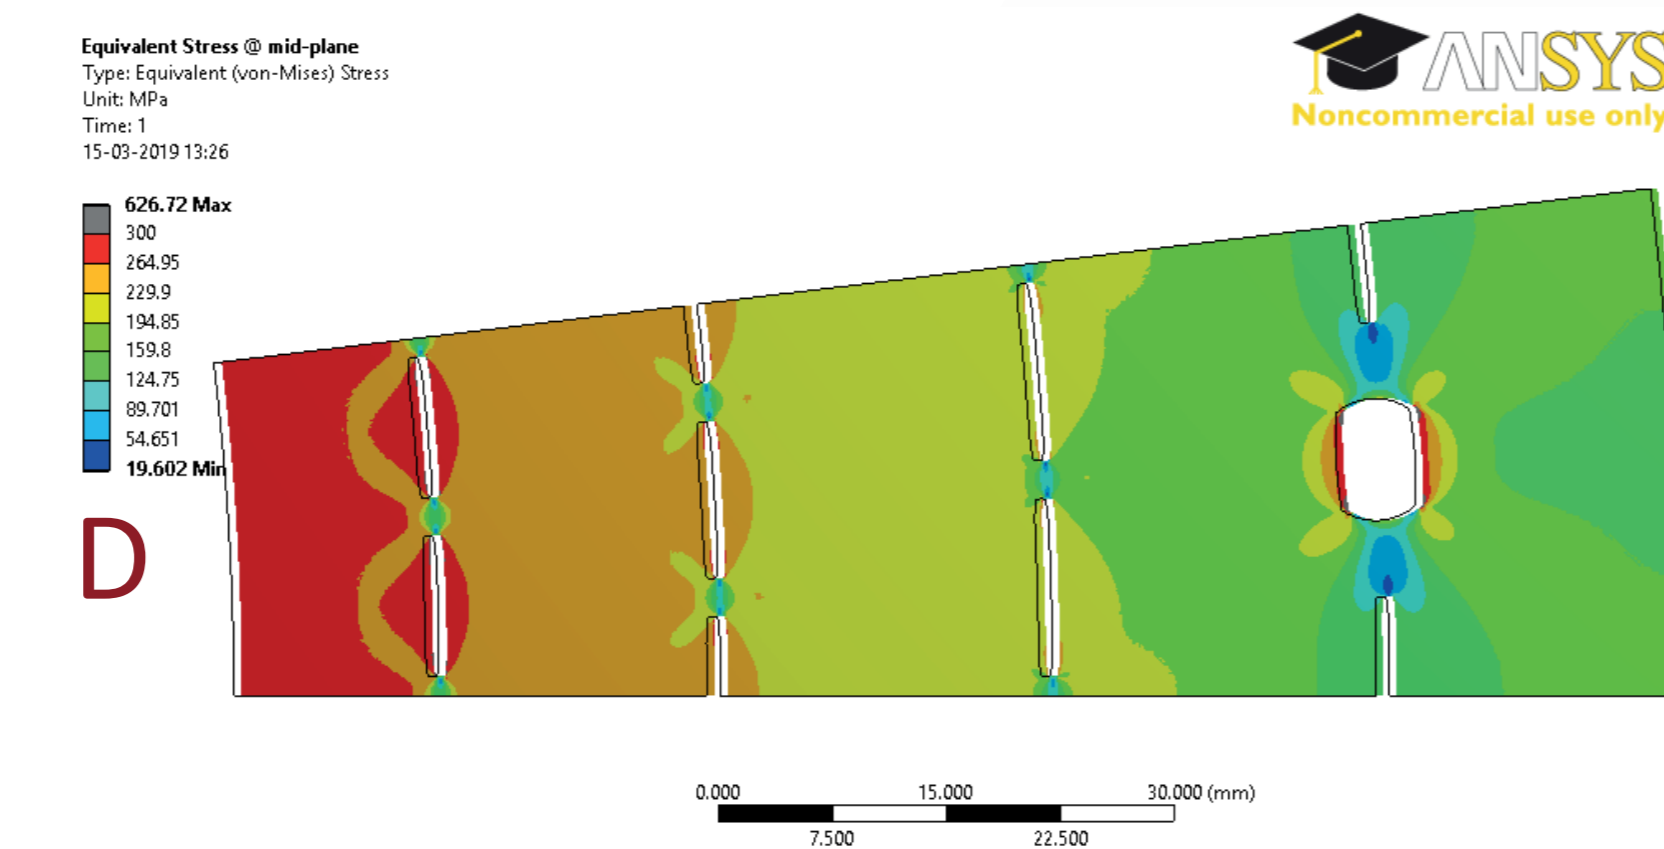 Equivalent Stress @ mid-plane
Type: Equivalent (von-Mises) Stress
Unit: MPa
Time: 1
15-03-2019 13:26
ANSYS
Noncommercial use only
626.72 Max
300
264.95
229.9
194.85
159.8
124.75
89.701
54.651
19.602 Min
D
0.000 15.000 30.000 (mm)
7.500 22.500